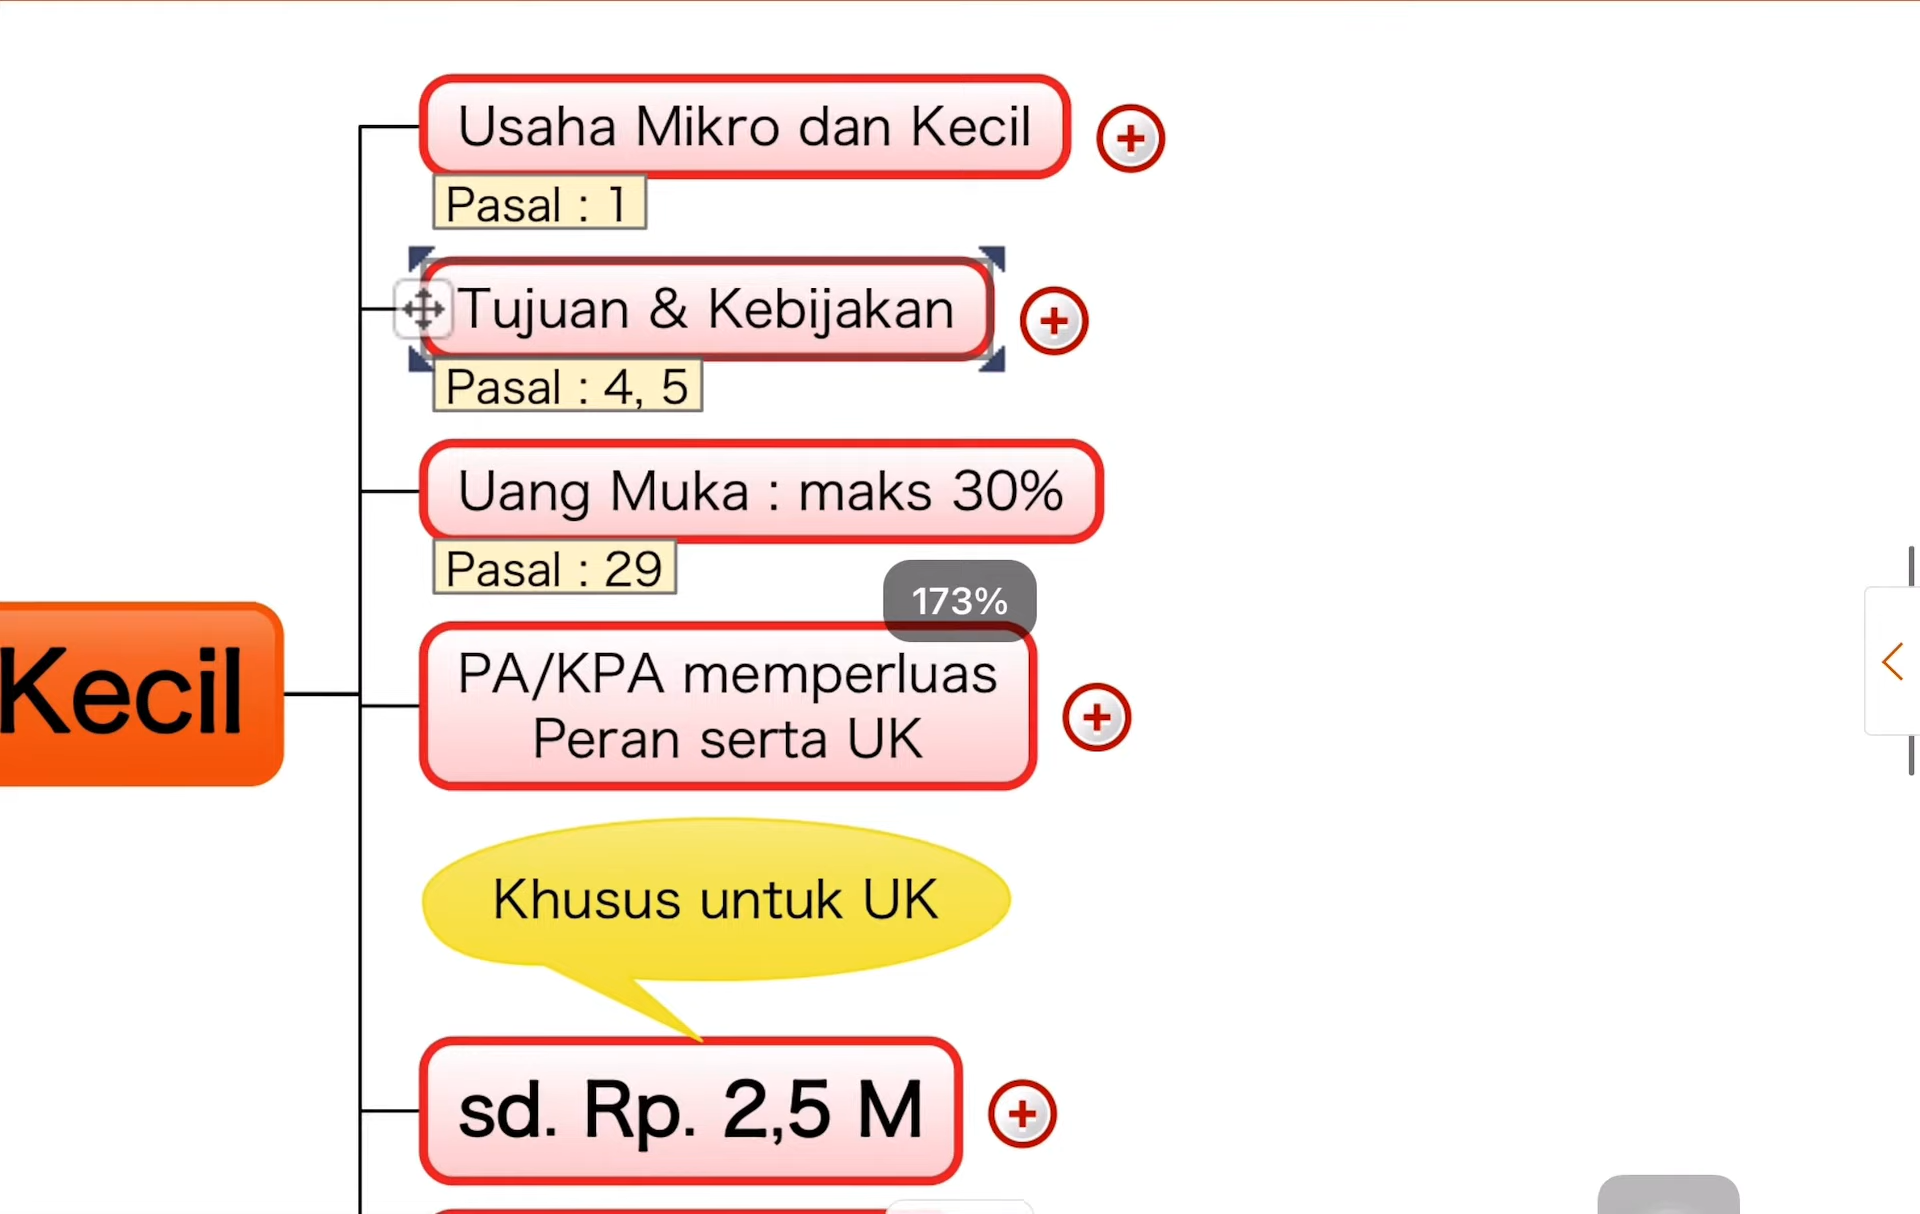 Usaha Mikro dan Kecil
Pasal : 1
Tujuan & Kebijakan
Pasal : 4, 5
Uang Muka : maks 30%
Pasal : 29
173%
Kecil
PA/KPA memperluas
Peran serta UK
Khusus untuk UK
sd. Rp. 2,5 M